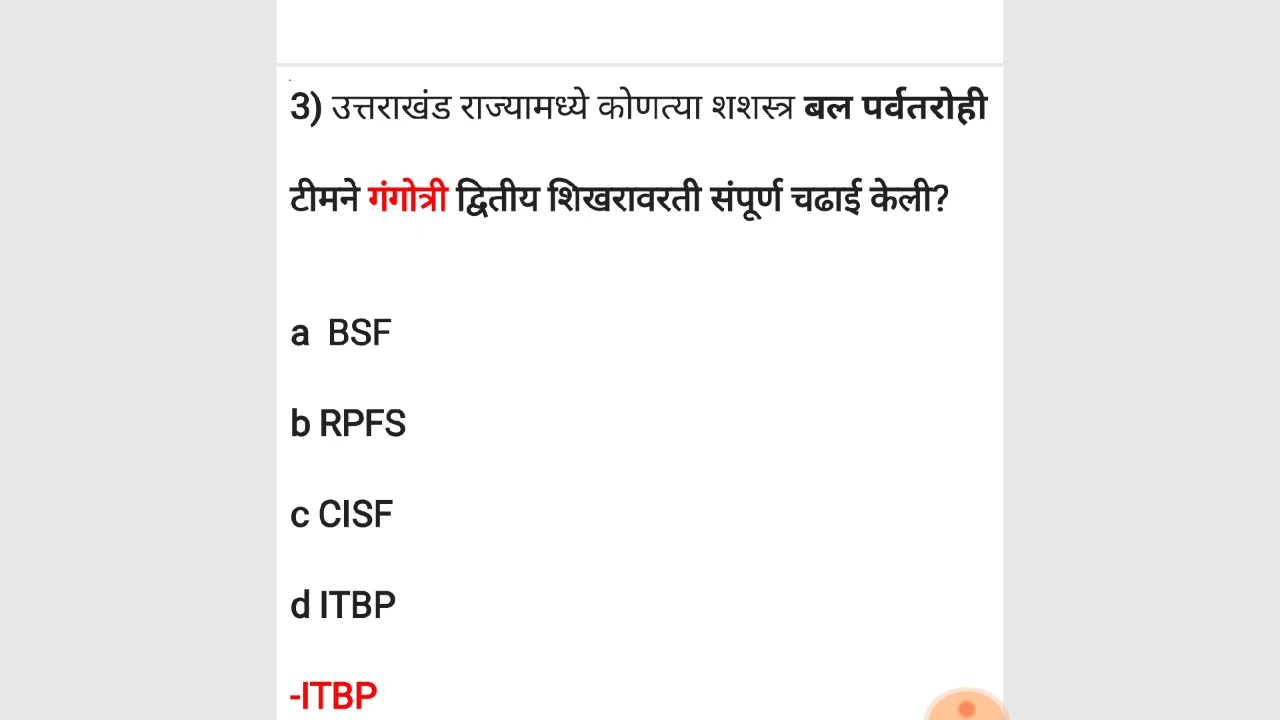 3) उत्तराखंड राज्यामध्ये कोणत्या शशस्त्र बल पर्वतरोही
टीमने गंगोत्री द्वितीय शिखरावरती संपूर्ण चढाई केली?
a BSF
b RPFS
c CISF
d ITBP
-ITBP